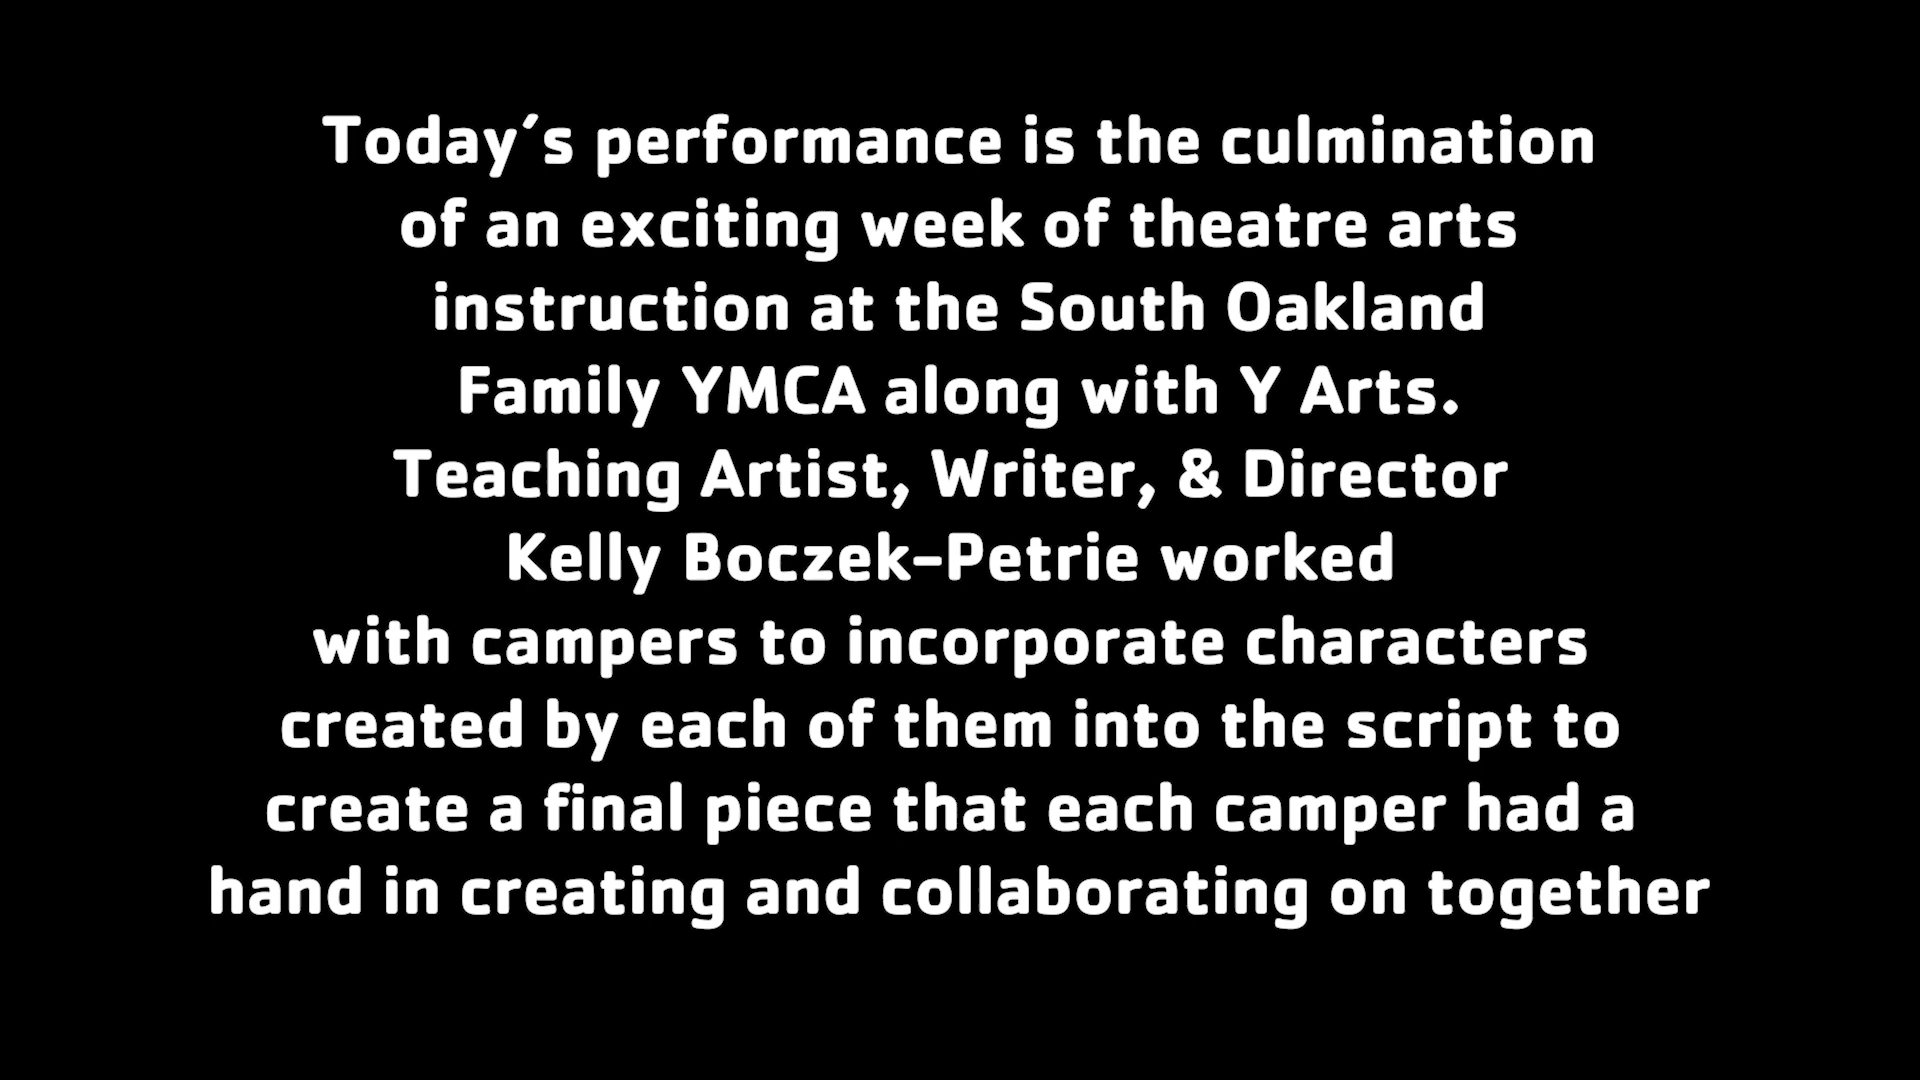 Today's performance is the culmination
of an exciting week of theatre arts
instruction at the South Oakland
Family YMCA along with Y Arts.
Teaching Artist, Writer, & Director
Kelly Boczek-Petrie worked
with campers to incorporate characters
created by each of them into the script to
create a final piece that each camper had a
hand in creating and collaborating on together